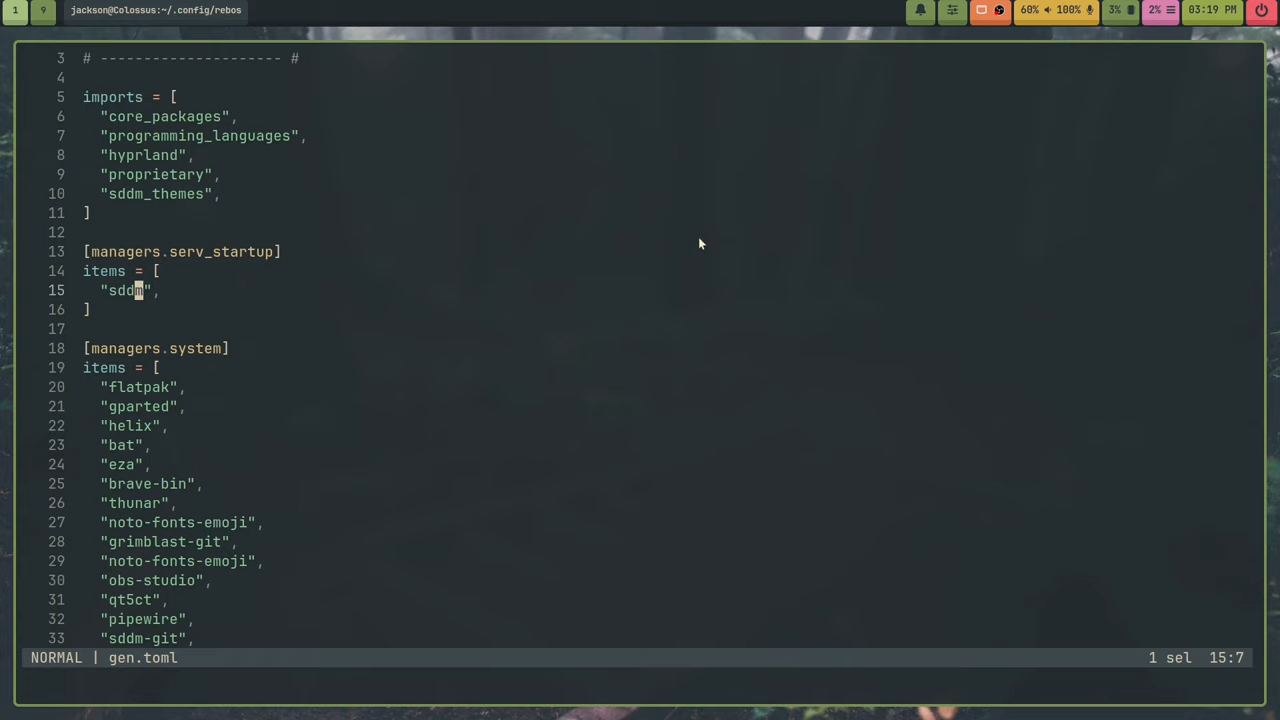 1
9
jackson@Colossus:~/.config/rebos
60% 100%
3%
2%
03:19 PM
3 # --------------------- #
4
5 imports = [
6 "core_packages",
7 "programming_languages",
8 "hyprland",
9 "proprietary",
10 "sddm_themes",
11 ]
12
13 [managers.serv_startup]
14 items = [
15 "sddm",
16 ]
17
18 [managers.system]
19 items = [
20 "flatpak",
21 "gparted",
22 "helix",
23 "bat",
24 "eza",
25 "brave-bin",
26 "thunar",
27 "noto-fonts-emoji",
28 "grimblast-git",
29 "noto-fonts-emoji",
30 "obs-studio",
31 "qt5ct",
32 "pipewire",
33 "sddm-git",
NORMAL | gen.toml 1 sel 15:7